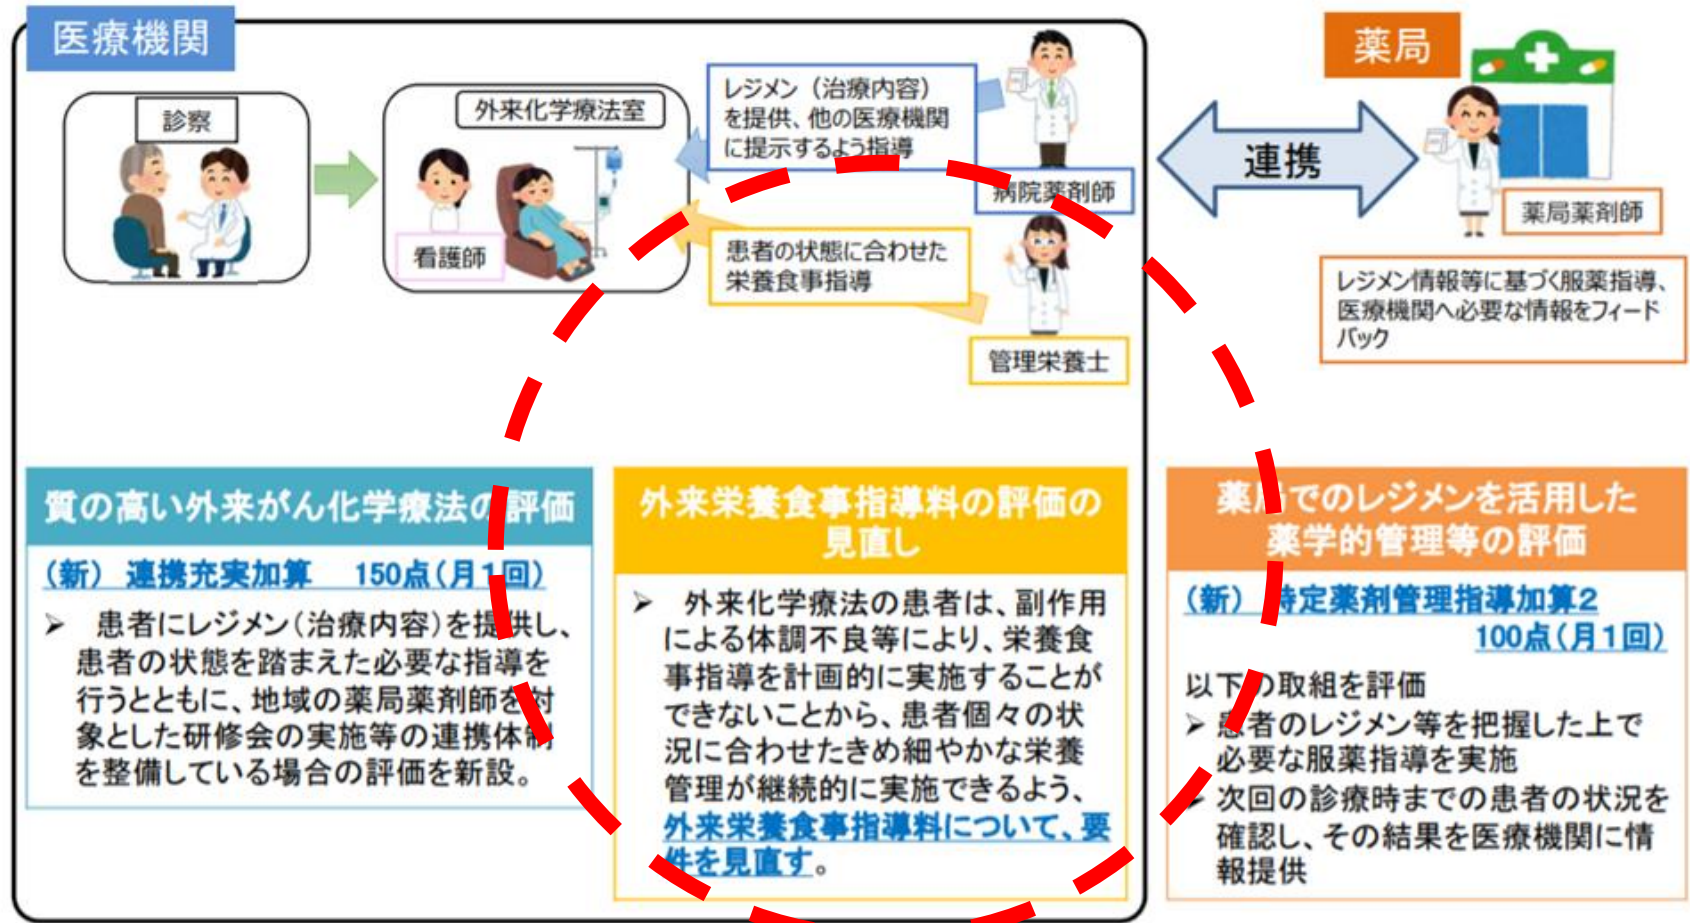 医療機関
診察
外来化学療法室
看護師
レジメン（治療内容）
を提供、他の医療機関
に提示するよう指導
病院薬剤師
患者の状態に合わせた
栄養食事指導
管理栄養士
連携
薬局
薬局薬剤師
レジメン情報等に基づく服薬指導、
医療機関へ必要な情報をフィード
バック
質の高い外来がん化学療法の評価
（新） 連携充実加算 150点（月1回）
➢ 患者にレジメン（治療内容）を提供し、
患者の状態を踏まえた必要な指導を
行うとともに、地域の薬局薬剤師を対
象とした研修会の実施等の連携体制
を整備している場合の評価を新設。
外来栄養食事指導料の評価の
見直し
➢ 外来化学療法の患者は、副作用
による体調不良等により、栄養食
事指導を計画的に実施することが
できないことから、患者個々の状
況に合わせたきめ細やかな栄養
管理が継続的に実施できるよう、
外来栄養食事指導料について、要
件を見直す。
薬局でのレジメンを活用した
薬学的管理等の評価
（新） 特定薬剤管理指導加算２
100点（月１回）
以下の取組を評価
➢ 患者のレジメン等を把握した上で
必要な服薬指導を実施
➢ 次回の診療時までの患者の状況を
確認し、その結果を医療機関に情
報提供